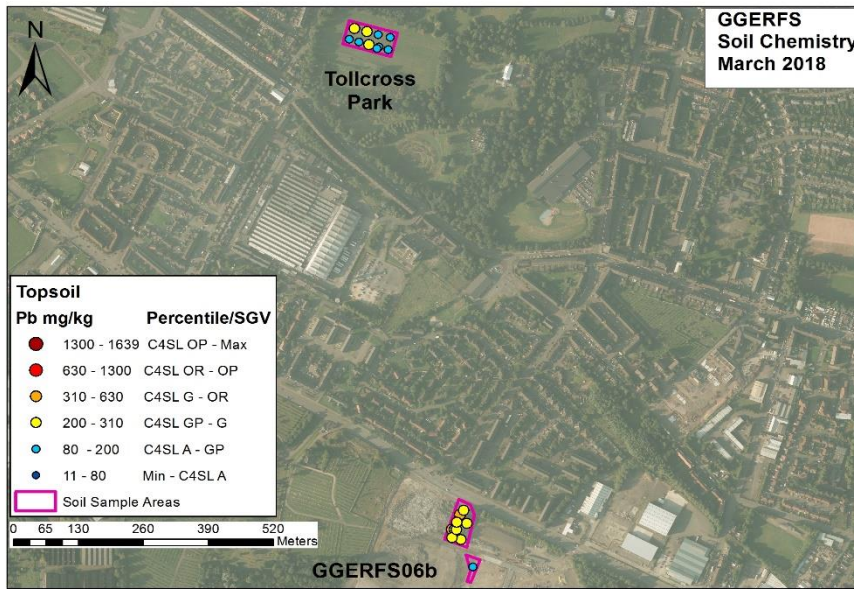 GGERFS
Soil Chemistry
March 2018
N
Tollcross
Park
Topsoil
Pb mg/kg Percentile/SGV
1300 - 1639 C4SL OP - Max
630 - 1300 C4SL OR - OP
310 - 630 C4SL G - OR
200 - 310 C4SL GP - G
80 - 200 C4SL A - GP
11 - 80 Min - C4SL A
Soil Sample Areas
0 65 130 260 390 520
Meters
GGERFS06b